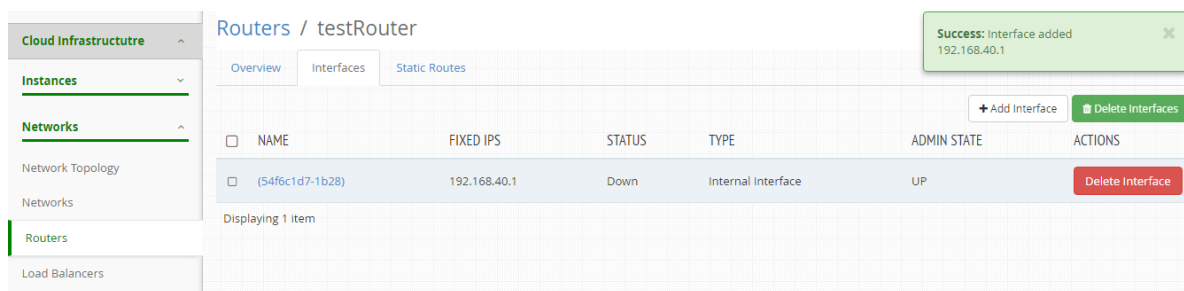 Cloud Infrastructutre
Instances
Networks
Network Topology
Networks
Routers
Load Balancers
Routers / testRouter
Success: Interface added
192.168.40.1
Overview Interfaces Static Routes
Add Interface Delete Interfaces
NAME FIXED IPS STATUS TYPE ADMIN STATE ACTIONS
(54f6c1d7-1b28) 192.168.40.1 Down Internal Interface UP Delete Interface
Displaying 1 item